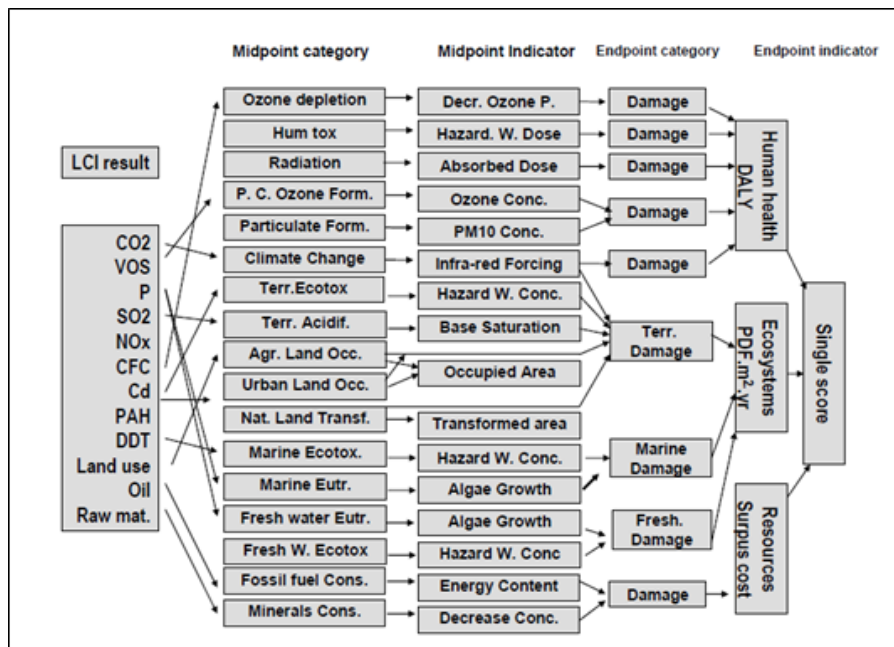 Midpoint category
Midpoint Indicator
Endpoint category
Endpoint indicator
LCI result
CO2
VOS
P
SO2
NOx
CFC
Cd
PAH
DDT
Land use
Oil
Raw mat.
Ozone depletion
Hum tox
Radiation
P. C. Ozone Form.
Particulate Form.
Climate Change
Terr.Ecotox
Terr. Acidif.
Agr. Land Occ.
Urban Land Occ.
Nat. Land Transf.
Marine Ecotox.
Marine Eutr.
Fresh water Eutr.
Fresh W. Ecotox
Fossil fuel Cons.
Minerals Cons.
Decr. Ozone P.
Hazard. W. Dose
Absorbed Dose
Ozone Conc.
PM10 Conc.
Infra-red Forcing
Hazard W. Conc.
Base Saturation
Occupied Area
Transformed area
Hazard W. Conc.
Algae Growth
Algae Growth
Hazard W. Conc
Energy Content
Decrease Conc.
Damage
Damage
Damage
Damage
Damage
Terr.
Damage
Marine
Damage
Fresh.
Damage
Damage
Human health
DALY
Ecosystems
PDF.m².yr
Resources
Surpus cost
Single score